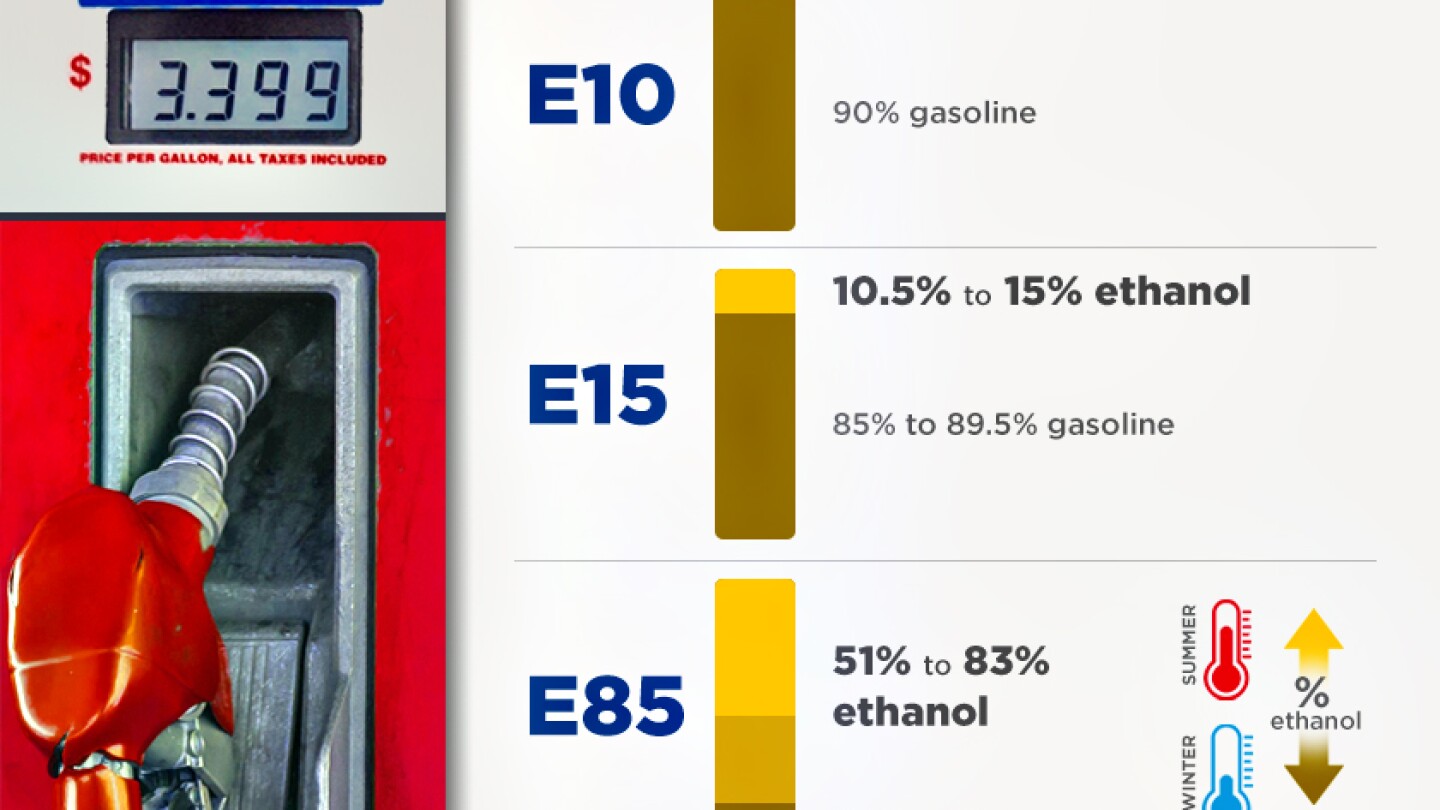 $ 3.399
PRICE PER GALLON, ALL TAXES INCLUDED
E10
90% gasoline
10.5% to 15% ethanol
E15
85% to 89.5% gasoline
E85
51% to 83%
ethanol
SUMMER
%
ethanol
WINTER